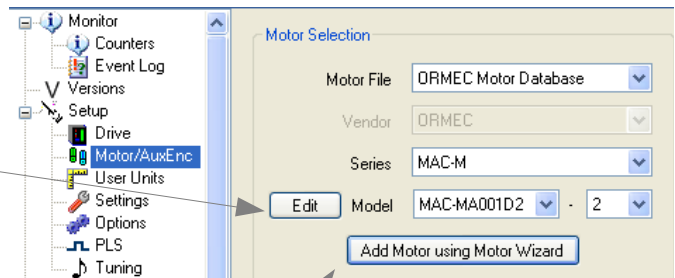 Monitor
Counters
Event Log
Versions
Setup
Drive
Motor/AuxEnc
User Units
Settings
Options
PLS
Tuning
Motor Selection
Motor File ORMEC Motor Database
Vendor ORMEC
Series MAC-M
Edit Model MAC-MA001D2 - 2
Add Motor using Motor Wizard